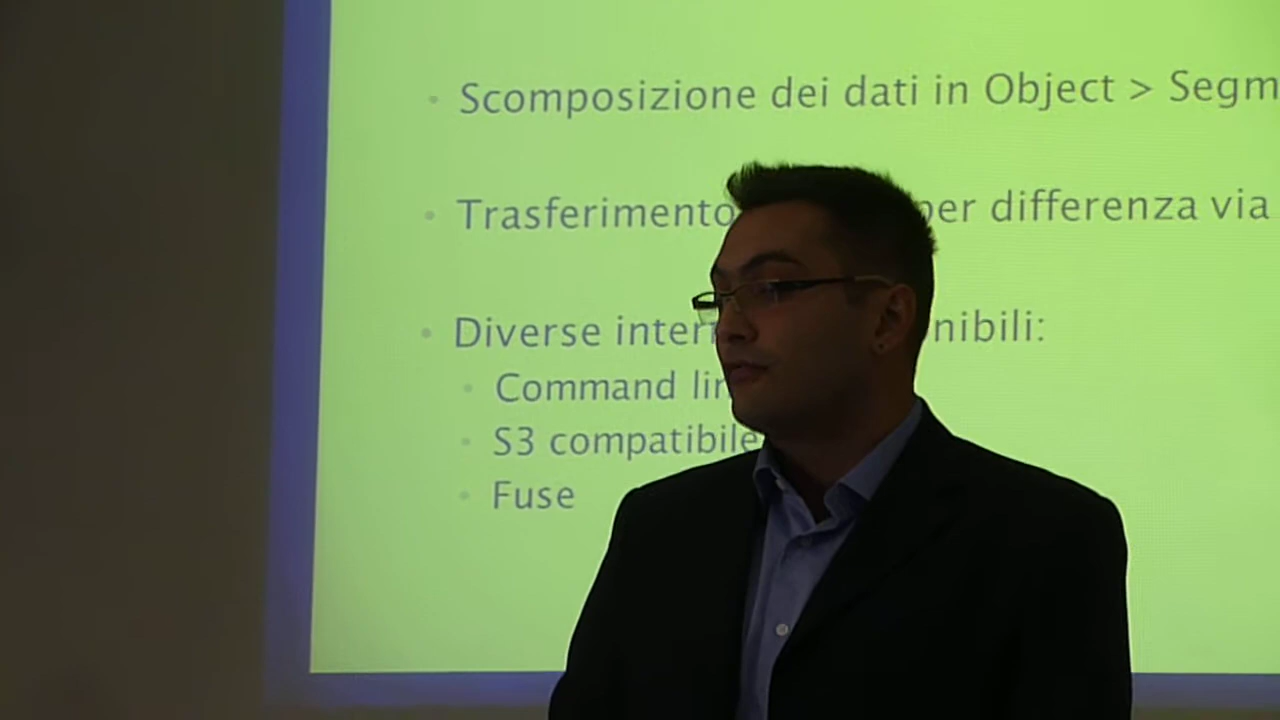 Scomposizione dei dati in Object > Segm
Trasferimento per differenza via
Diverse inter nibili:
Command lin
S3 compatibile
Fuse